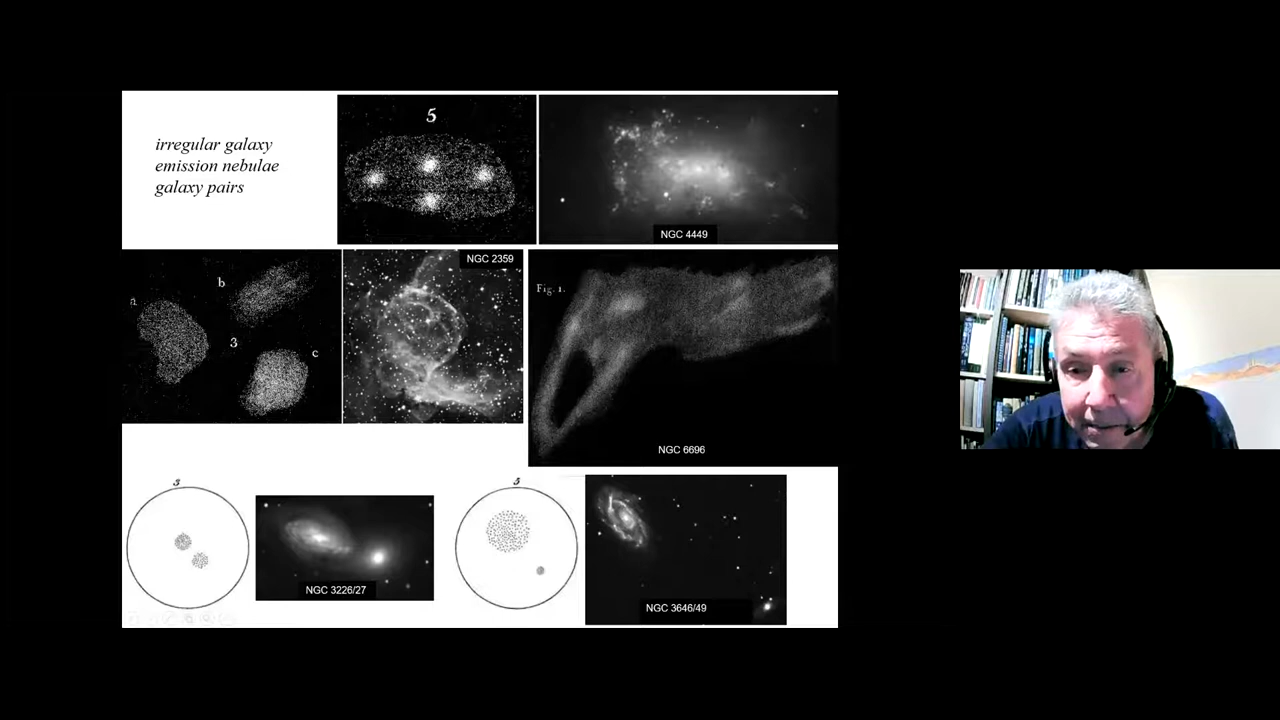 irregular galaxy
emission nebulae
galaxy pairs
5
NGC 4449
a
b
3
c
NGC 2359
Fig. 1.
NGC 6696
3
NGC 3226/27
5
NGC 3646/49